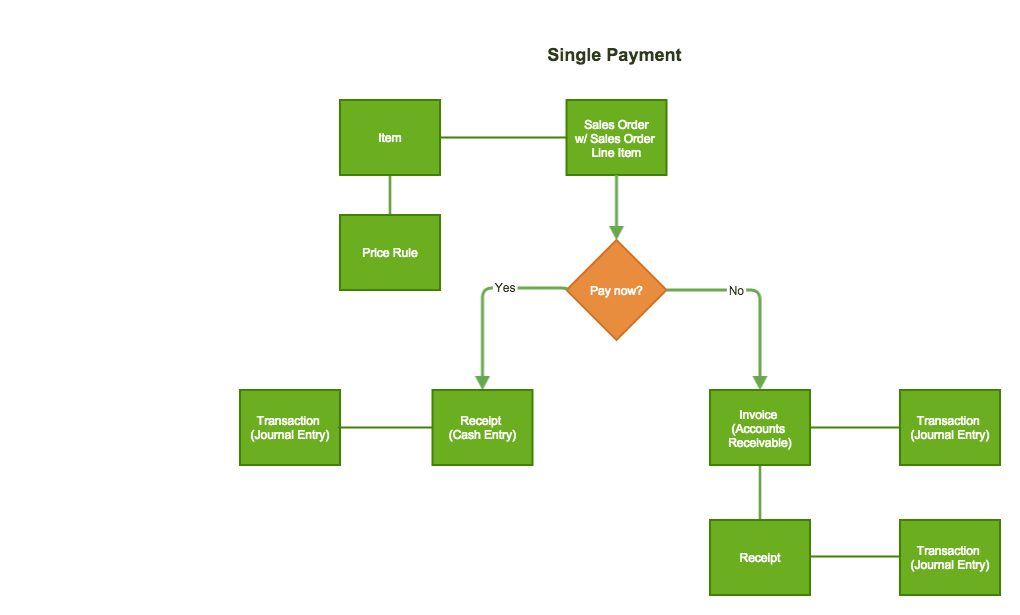 Single Payment
Item
Sales Order
w/ Sales Order
Line Item
Price Rule
Pay now?
Yes
No
Transaction
(Journal Entry)
Receipt
(Cash Entry)
Invoice
(Accounts
Receivable)
Transaction
(Journal Entry)
Receipt
Transaction
(Journal Entry)